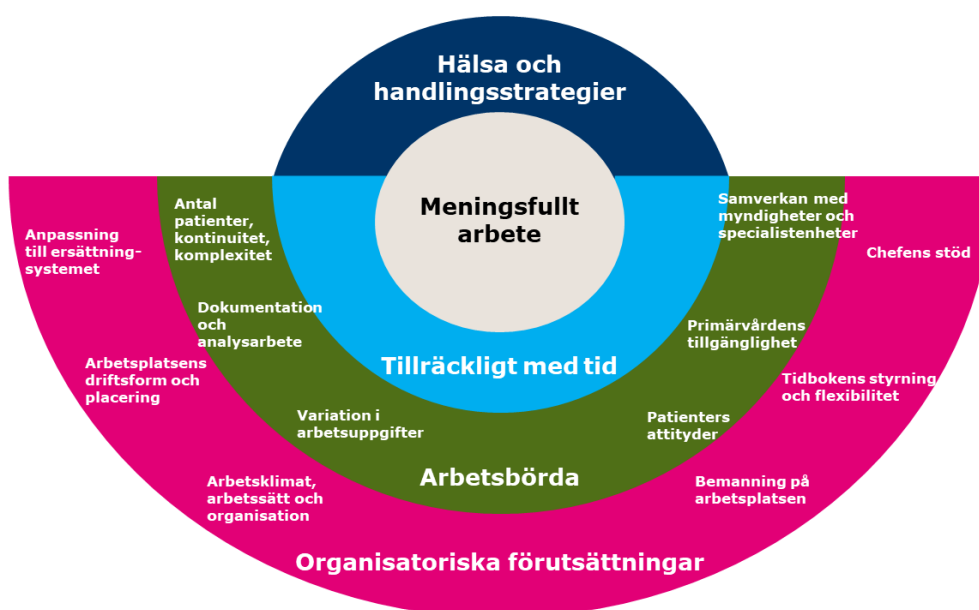 Hälsa och
handlingsstrategier
Meningsfullt
arbete
Tillräckligt med tid
Antal
patienter,
kontinuitet,
komplexitet
Dokumentation
och
analysarbete
Variation i
arbetsuppgifter
Samverkan med
myndigheter och
specialistenheter
Primärvårdens
tillgänglighet
Patienters
attityder
Arbetsbörda
Anpassning
till ersättning-
systemet
Arbetsplatsens
driftsform och
placering
Arbetsklimat,
arbetssätt och
organisation
Chefens stöd
Tidbokens styrning
och flexibilitet
Bemanning på
arbetsplatsen
Organisatoriska förutsättningar